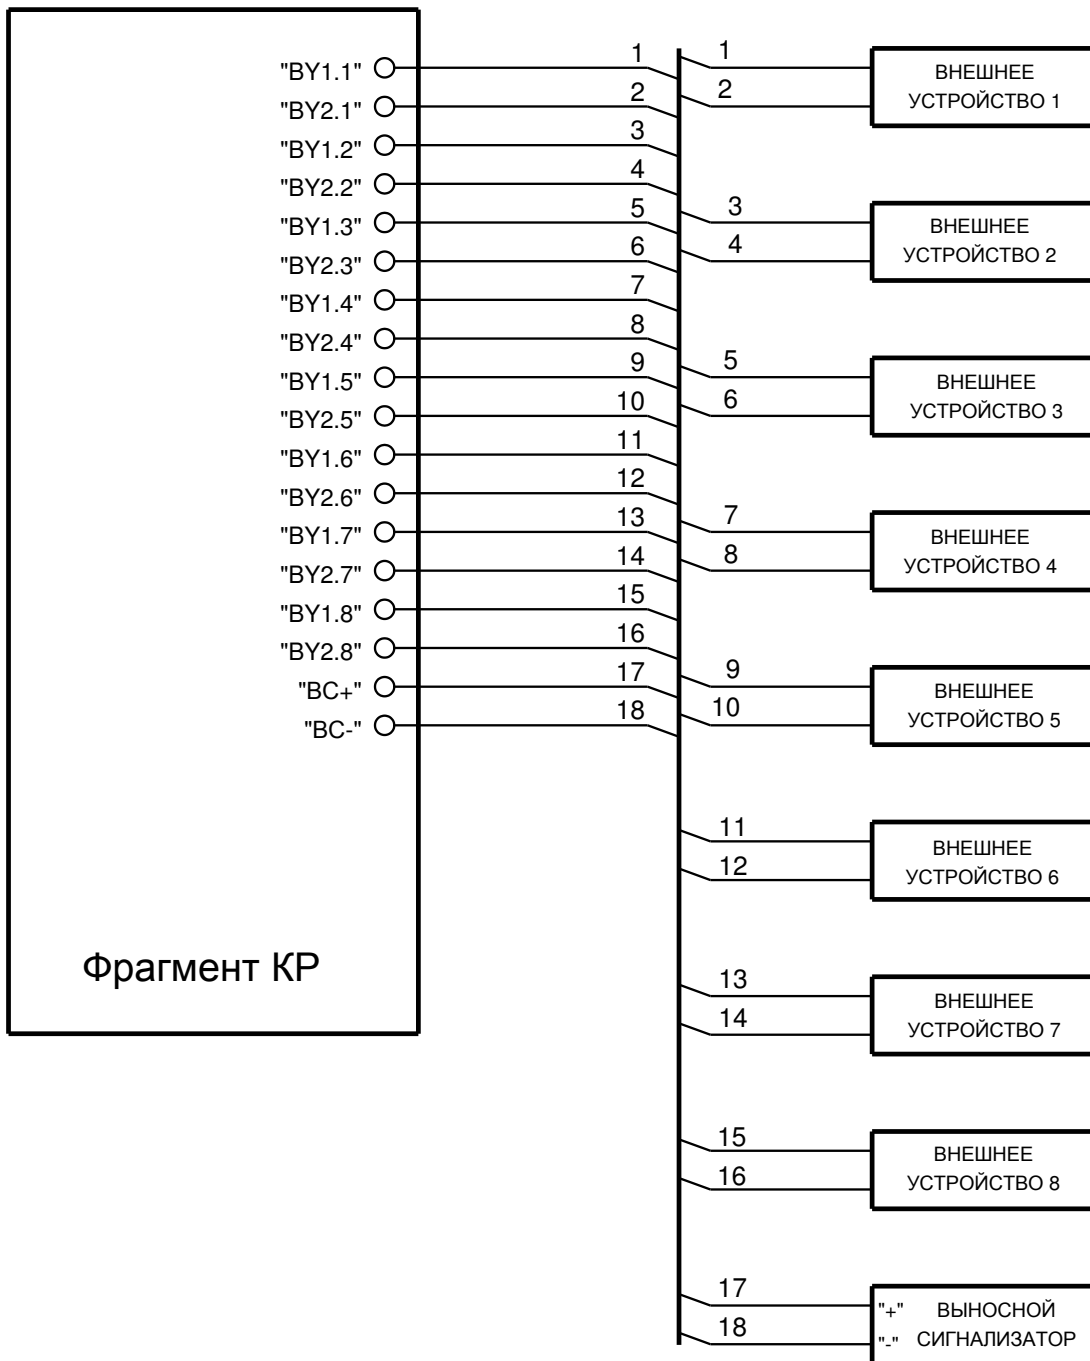 "ВУ1.1"
1
"ВУ2.1"
2
"ВУ1.2"
3
"ВУ2.2"
4
"ВУ1.3"
5
"ВУ2.3"
6
"ВУ1.4"
7
"ВУ2.4"
8
"ВУ1.5"
9
"ВУ2.5"
10
"ВУ1.6"
11
"ВУ2.6"
12
"ВУ1.7"
13
"ВУ2.7"
14
"ВУ1.8"
15
"ВУ2.8"
16
"ВС+"
17
"ВС-"
18
Фрагмент КР
1
2
ВНЕШНЕЕ
УСТРОЙСТВО 1
3
4
ВНЕШНЕЕ
УСТРОЙСТВО 2
5
6
ВНЕШНЕЕ
УСТРОЙСТВО 3
7
8
ВНЕШНЕЕ
УСТРОЙСТВО 4
9
10
ВНЕШНЕЕ
УСТРОЙСТВО 5
11
12
ВНЕШНЕЕ
УСТРОЙСТВО 6
13
14
ВНЕШНЕЕ
УСТРОЙСТВО 7
15
16
ВНЕШНЕЕ
УСТРОЙСТВО 8
17
18
"+" ВЫНОСНОЙ
"-" СИГНАЛИЗАТОР